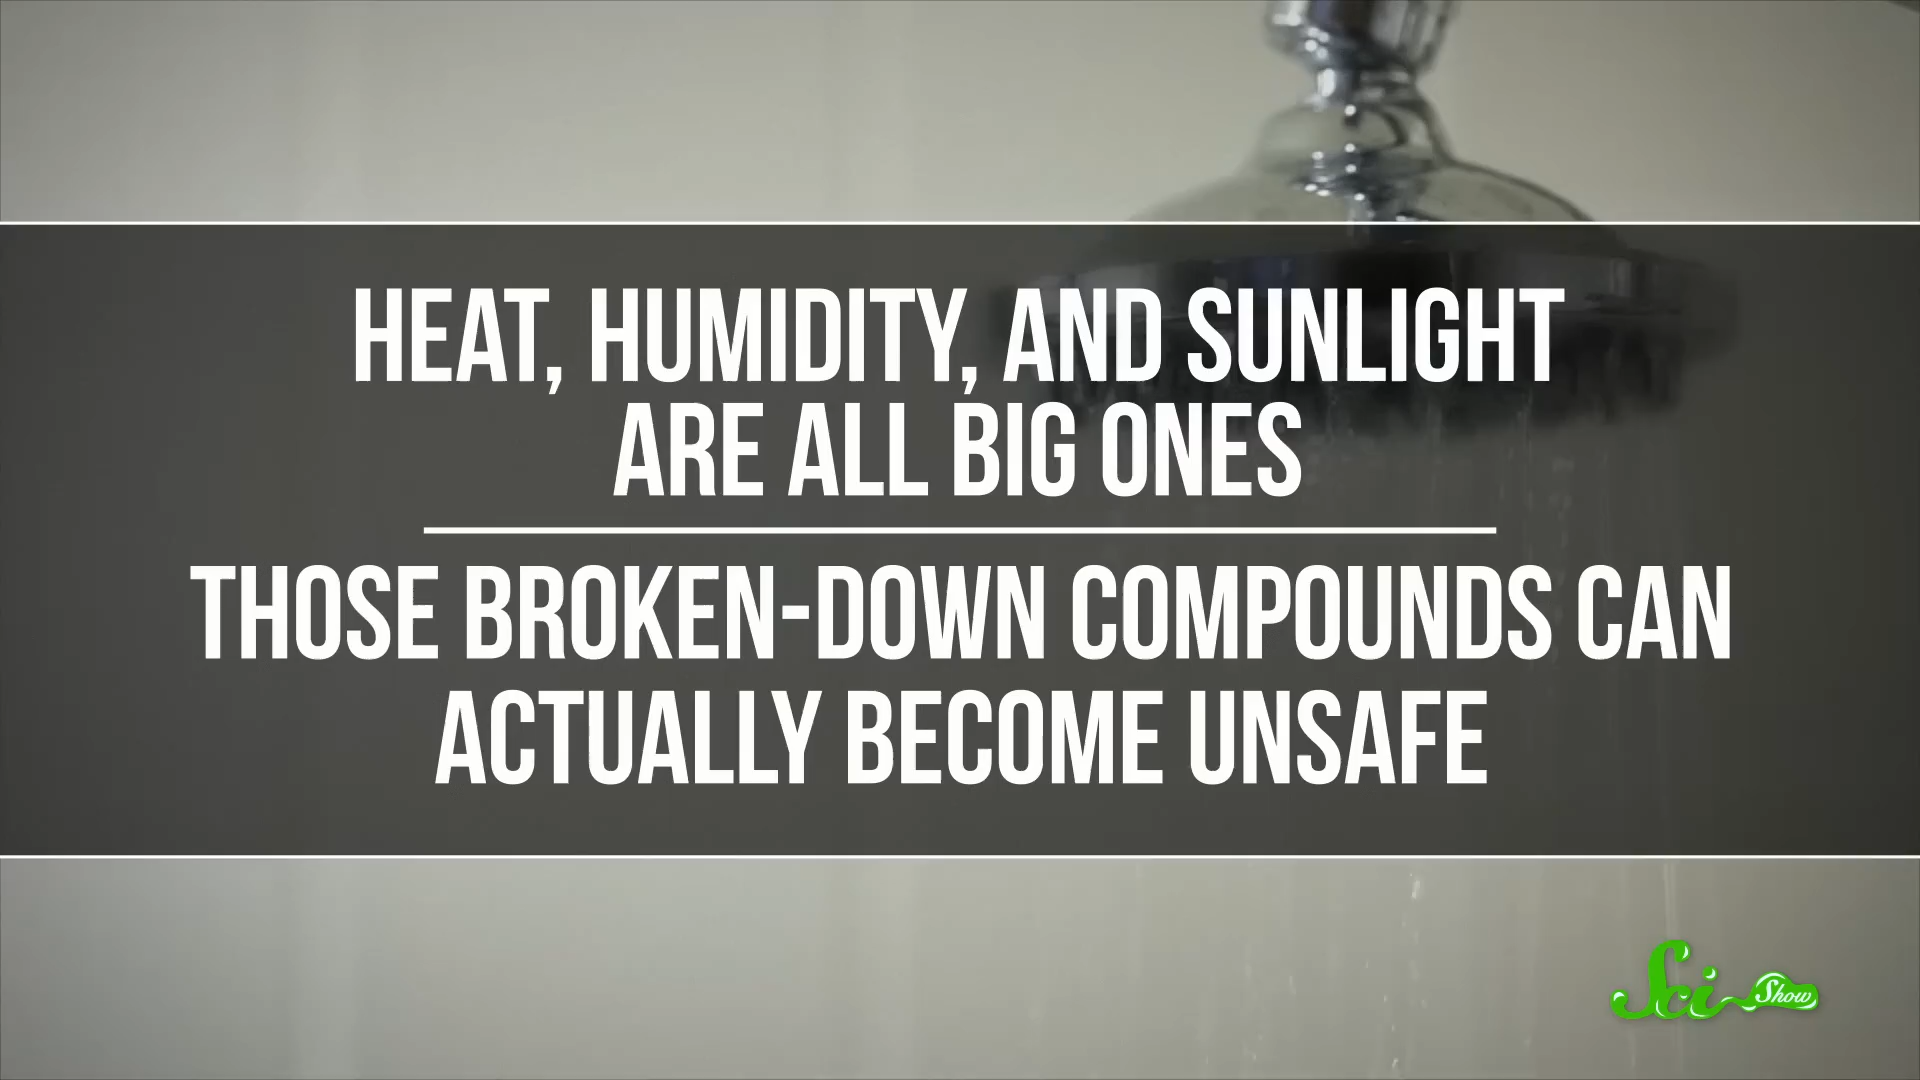 HEAT, HUMIDITY, AND SUNLIGHT
ARE ALL BIG ONES
THOSE BROKEN-DOWN COMPOUNDS CAN
ACTUALLY BECOME UNSAFE
Sci Show